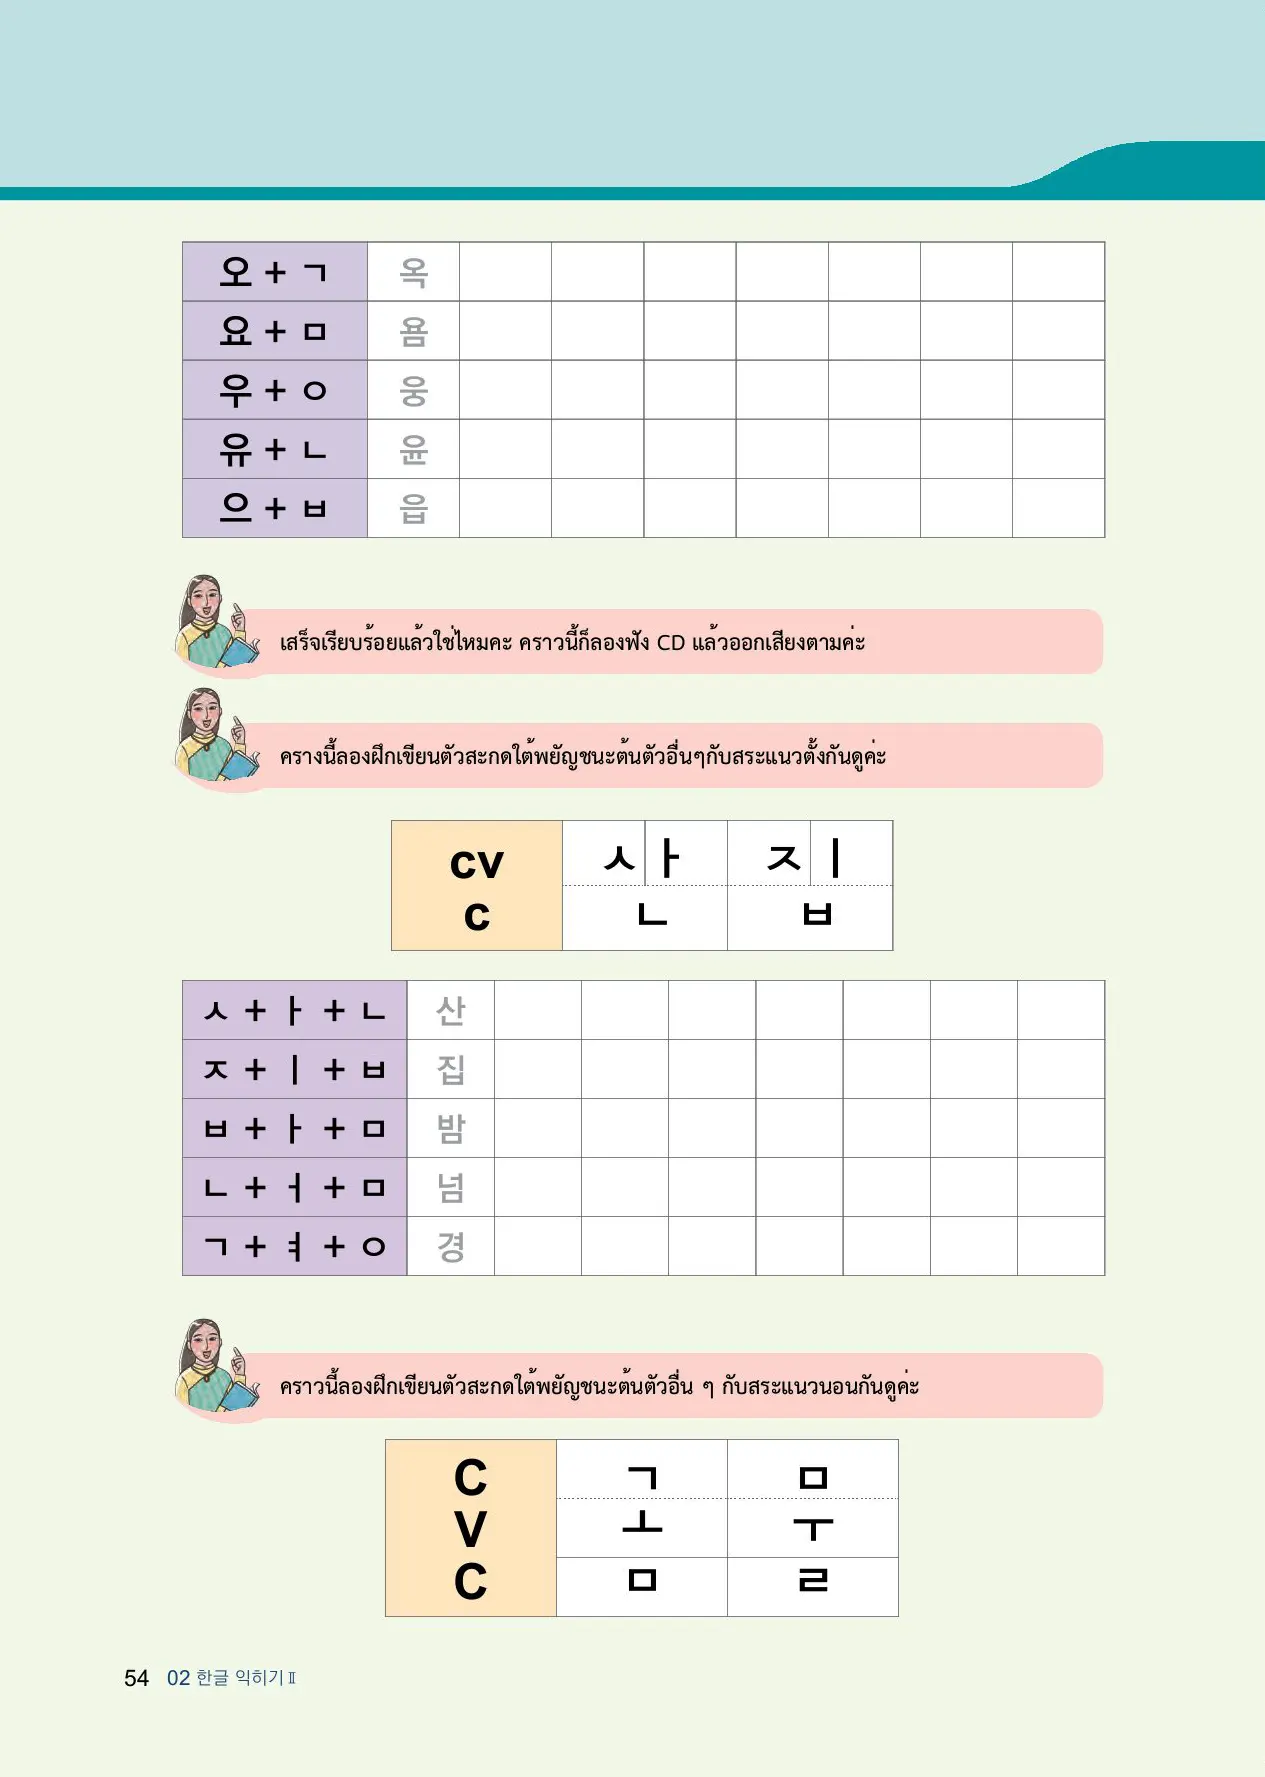 오 + ㄱ 옥
요 + ㅁ 욤
우 + ㅇ 웅
유 + ㄴ 윤
으 + ㅂ 읍
เสร็จเรียบร้อยแล้วใช่ไหมคะ คราวนี้ก็ลองฟัง CD แล้วออกเสียงตามค่ะ
ครางนี้ลองฝึกเขียนตัวสะกดใต้พยัญชนะต้นตัวอื่นๆกับสระแนวตั้งกันดูค่ะ
cv ㅅ ㅏ ㅈ ㅣ
c ㄴ ㅂ
ㅅ + ㅏ + ㄴ 산
ㅈ + ㅣ + ㅂ 집
ㅂ + ㅏ + ㅁ 밤
ㄴ + ㅓ + ㅁ 넘
ㄱ + ㅕ + ㅇ 경
คราวนี้ลองฝึกเขียนตัวสะกดใต้พยัญชนะต้นตัวอื่น ๆ กับสระแนวนอนกันดูค่ะ
C ㄱ ㅁ
V ㅗ ㅜ
C ㅁ ㄹ
54 02 한글 익히기 Ⅱ